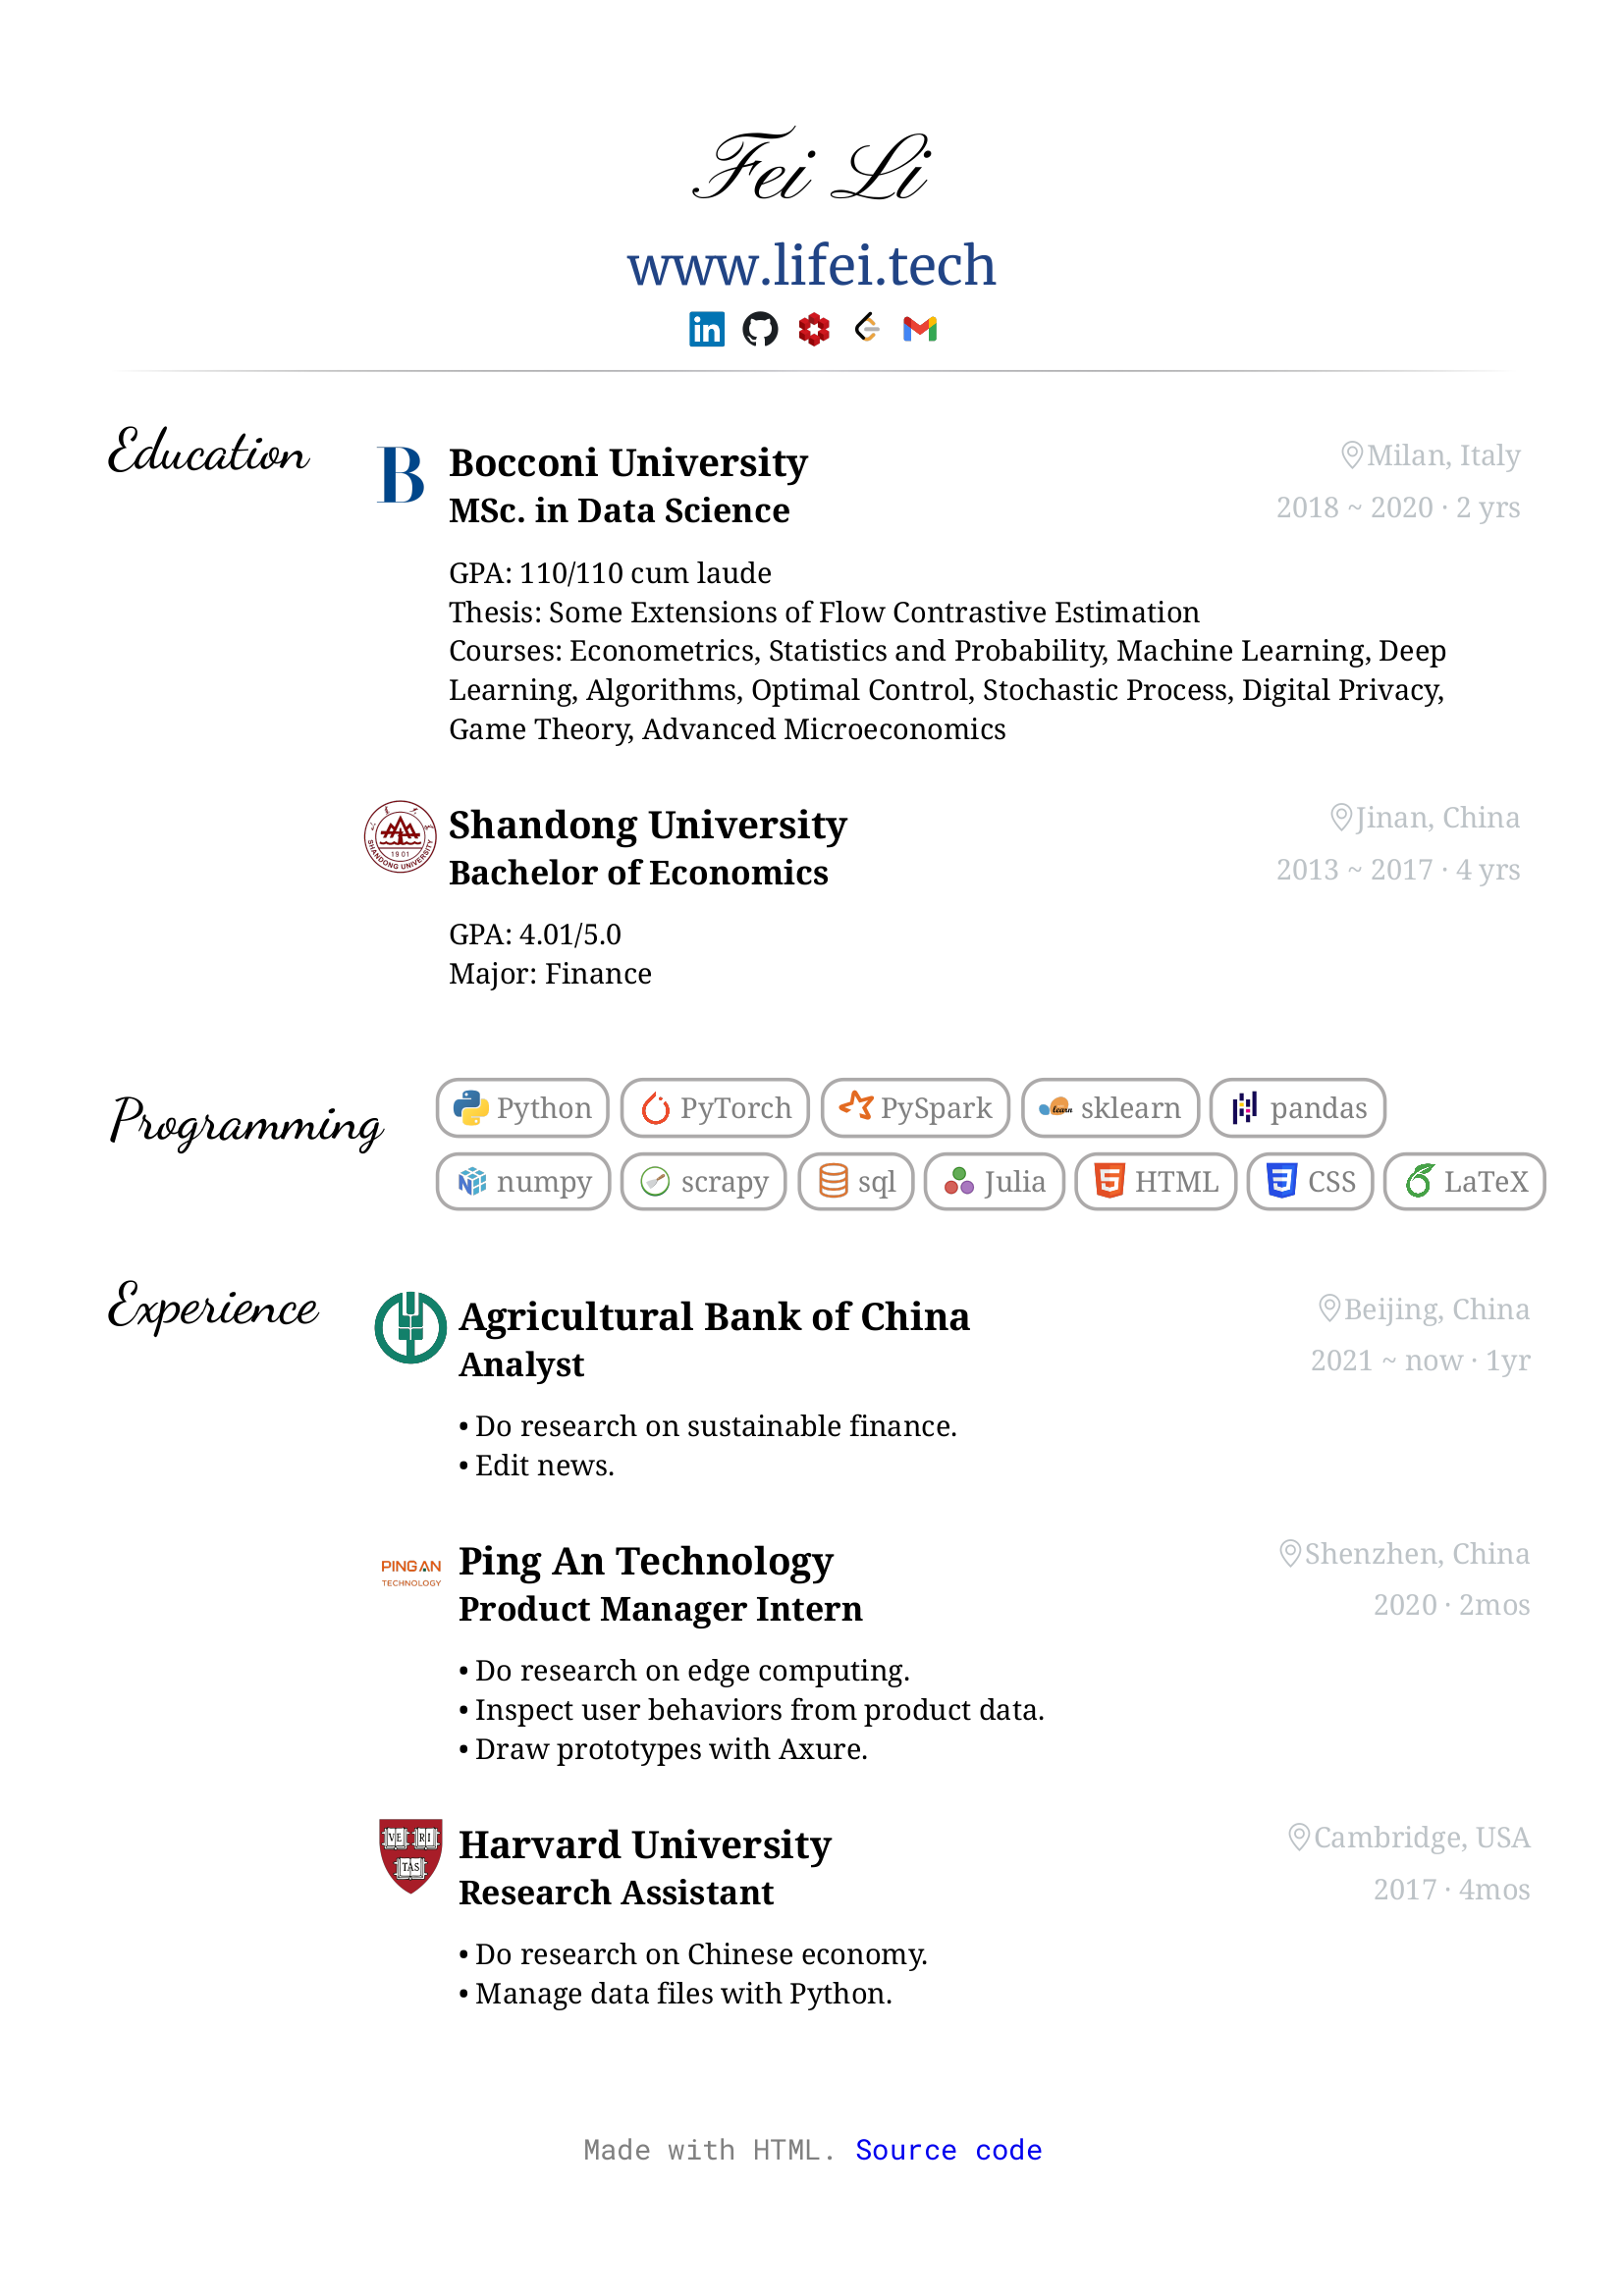 Fei Li
www.lifei.tech
Education
Bocconi University
Milan, Italy
MSc. in Data Science
2018 ~ 2020 · 2 yrs
GPA: 110/110 cum laude
Thesis: Some Extensions of Flow Contrastive Estimation
Courses: Econometrics, Statistics and Probability, Machine Learning, Deep
Learning, Algorithms, Optimal Control, Stochastic Process, Digital Privacy,
Game Theory, Advanced Microeconomics
1901
SHANDONG UNIVERSITY
Shandong University
Jinan, China
Bachelor of Economics
2013 ~ 2017 · 4 yrs
GPA: 4.01/5.0
Major: Finance
Programming
Python PyTorch PySpark learn sklearn pandas
numpy scrapy sql Julia HTML CSS LaTeX
Experience
Agricultural Bank of China
Beijing, China
Analyst
2021 ~ now · 1yr
• Do research on sustainable finance.
• Edit news.
PINGAN
TECHNOLOGY
Ping An Technology
Shenzhen, China
Product Manager Intern
2020 · 2mos
• Do research on edge computing.
• Inspect user behaviors from product data.
• Draw prototypes with Axure.
VE RI
TAS
Harvard University
Cambridge, USA
Research Assistant
2017 · 4mos
• Do research on Chinese economy.
• Manage data files with Python.
Made with HTML. Source code